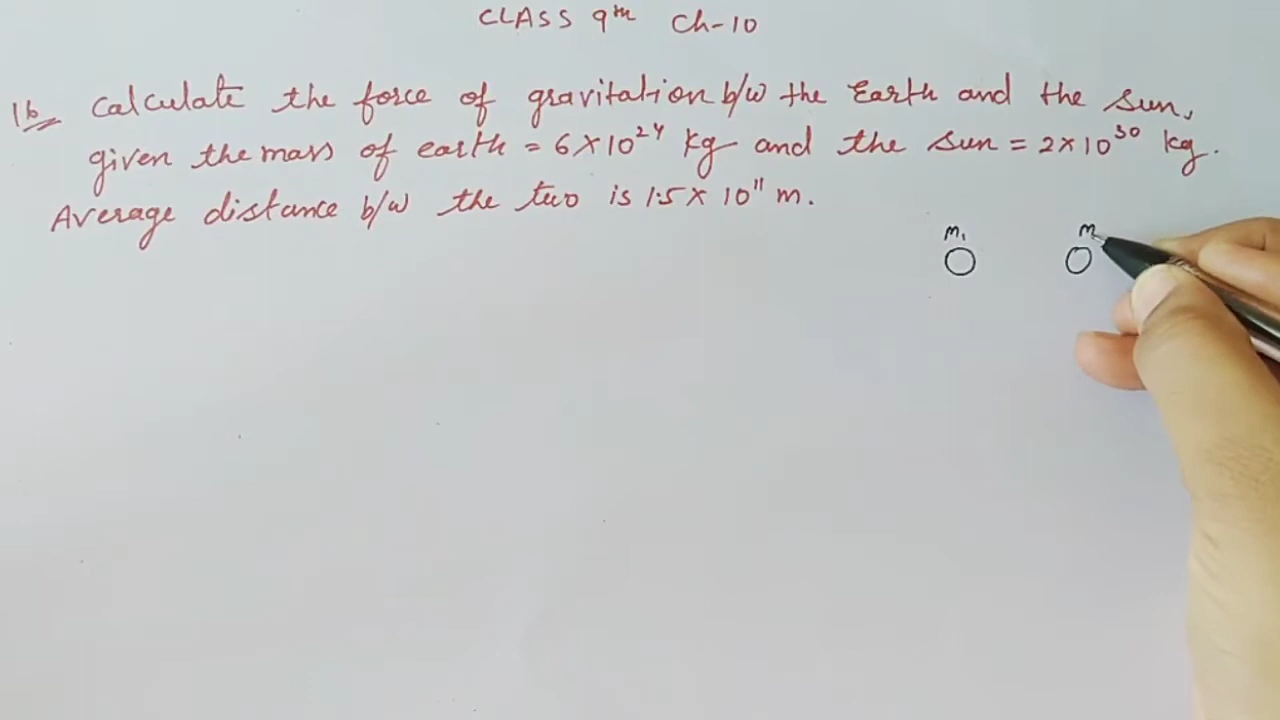 CLASS 9th Ch-10
16. Calculate the force of gravitation b/w the Earth and the Sun,
given the mass of earth = 6×10²⁴ kg and the sun = 2×10³⁰ kg.
Average distance b/w the two is 1.5×10¹¹ m.
m₁ m